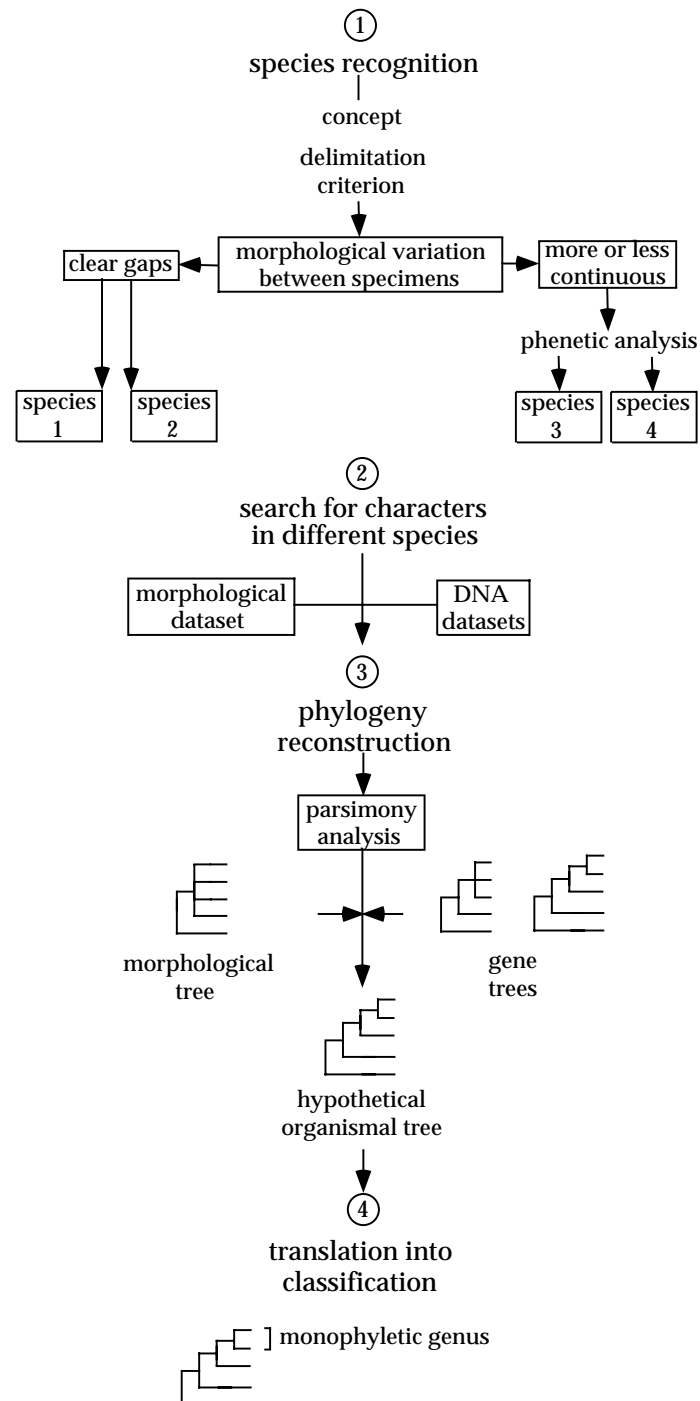 1
species recognition
concept
delimitation
criterion
clear gaps
morphological variation
between specimens
more or less
continuous
phenetic analysis
species
1
species
2
species
3
species
4
2
search for characters
in different species
morphological
dataset
DNA
datasets
3
phylogeny
reconstruction
parsimony
analysis
morphological
tree
gene
trees
hypothetical
organismal tree
4
translation into
classification
monophyletic genus